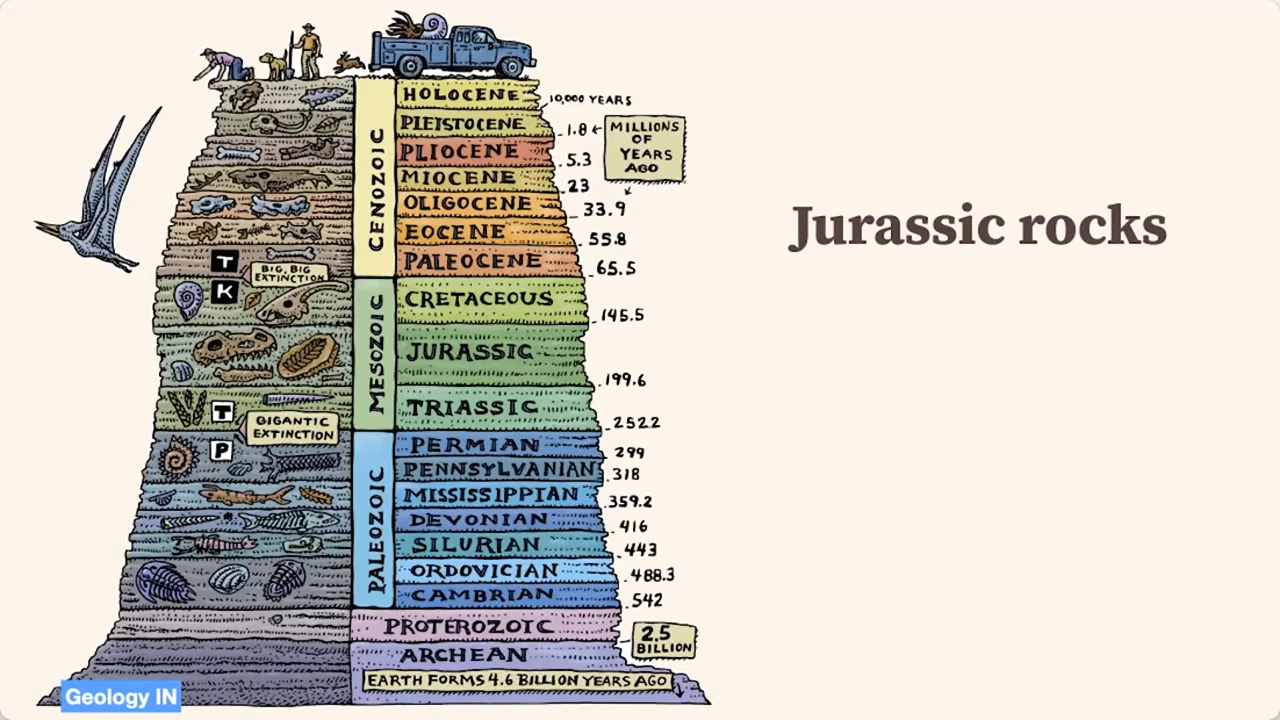 HOLOCENE
10,000 YEARS
PLEISTOCENE
1.8
MILLIONS
OF
YEARS
AGO
PLIOCENE
5.3
MIOCENE
23
OLIGOCENE
33.9
EOCENE
55.8
PALEOCENE
65.5
CENOZOIC
T
BIG, BIG
EXTINCTION
K
CRETACEOUS
145.5
JURASSIC
199.6
TRIASSIC
252.2
MESOZOIC
T
GIGANTIC
EXTINCTION
P
PERMIAN
299
PENNSYLVANIAN
318
MISSISSIPPIAN
359.2
DEVONIAN
416
SILURIAN
443
ORDOVICIAN
488.3
CAMBRIAN
542
PALEOZOIC
PROTEROZOIC
2.5
BILLION
ARCHEAN
EARTH FORMS 4.6 BILLION YEARS AGO
Geology IN
Jurassic rocks